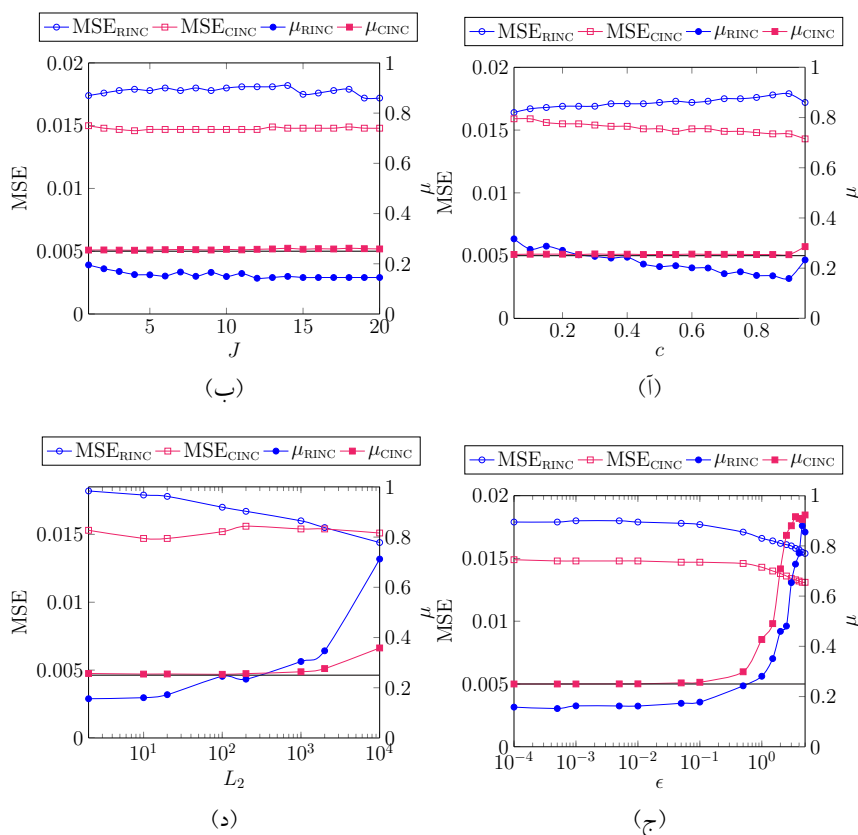 MSE_RINC MSE_CINC μ_RINC μ_CINC
0.02 0.015 0.01 0.005 0
MSE
1 0.8 0.6 0.4 0.2 0
μ
0.2 0.4 0.6 0.8
c
(آ)
MSE_RINC MSE_CINC μ_RINC μ_CINC
0.02 0.015 0.01 0.005 0
MSE
1 0.8 0.6 0.4 0.2 0
μ
5 10 15 20
J
(ب)
MSE_RINC MSE_CINC μ_RINC μ_CINC
0.02 0.015 0.01 0.005 0
MSE
1 0.8 0.6 0.4 0.2 0
μ
10^−4 10^−3 10^−2 10^−1 10^0
ϵ
(ج)
MSE_RINC MSE_CINC μ_RINC μ_CINC
0.015 0.01 0.005 0
MSE
1 0.8 0.6 0.4 0.2 0
μ
10^1 10^2 10^3 10^4
L_2
(د)